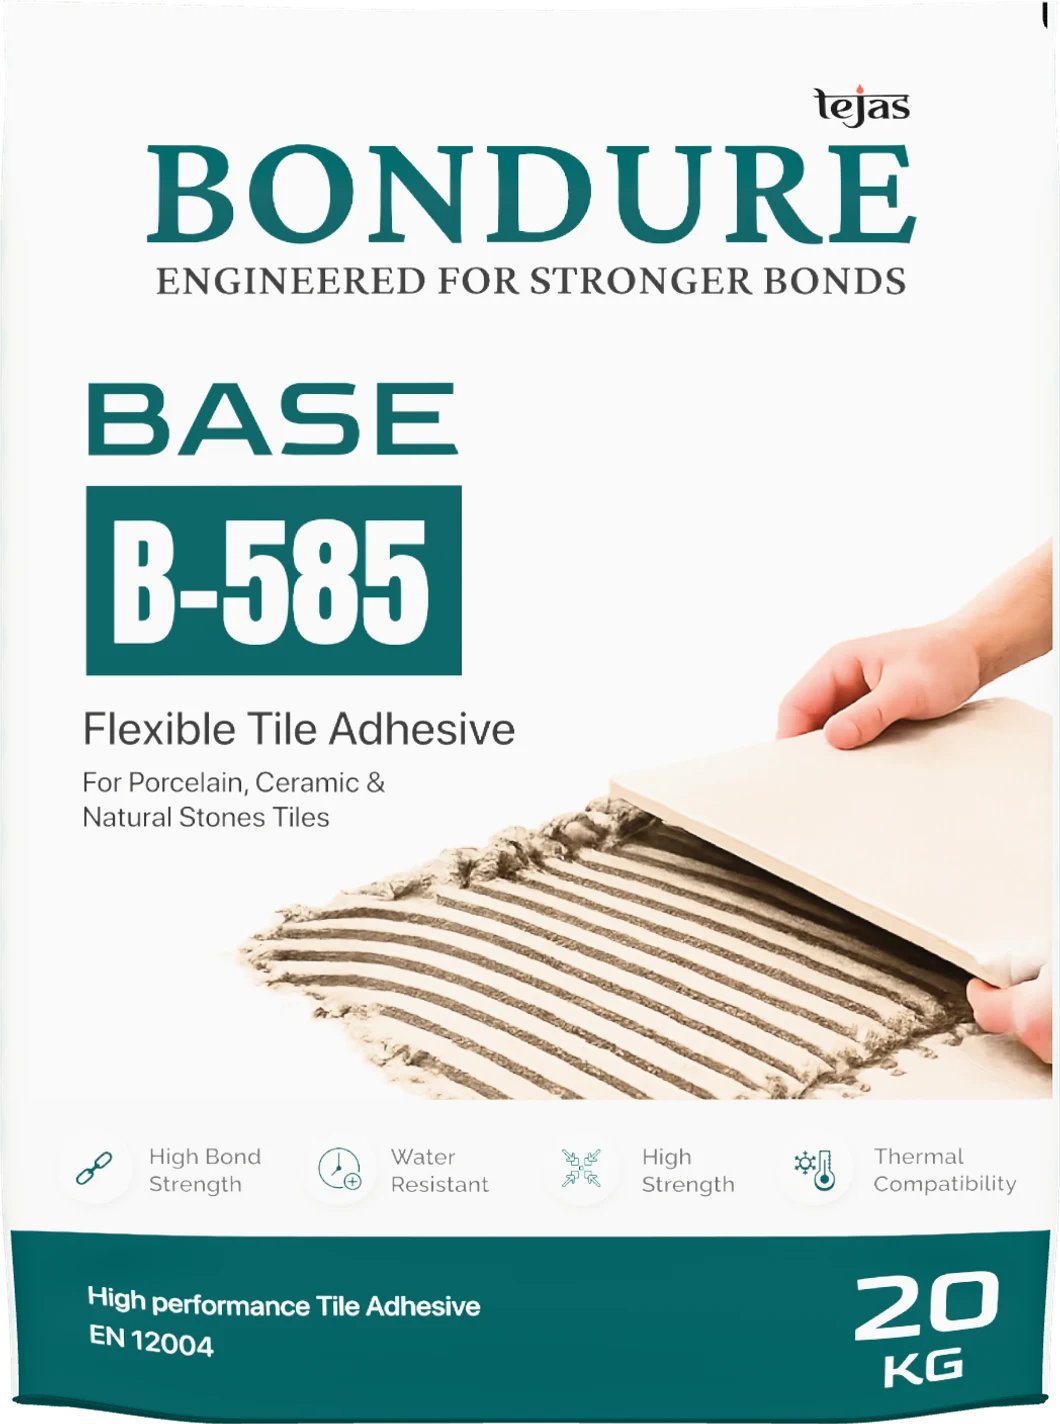 tejas
BONDURE
ENGINEERED FOR STRONGER BONDS
BASE
B-585
Flexible Tile Adhesive
For Porcelain, Ceramic &
Natural Stones Tiles
High Bond
Strength
Water
Resistant
High
Strength
Thermal
Compatibility
High performance Tile Adhesive
EN 12004
20
KG